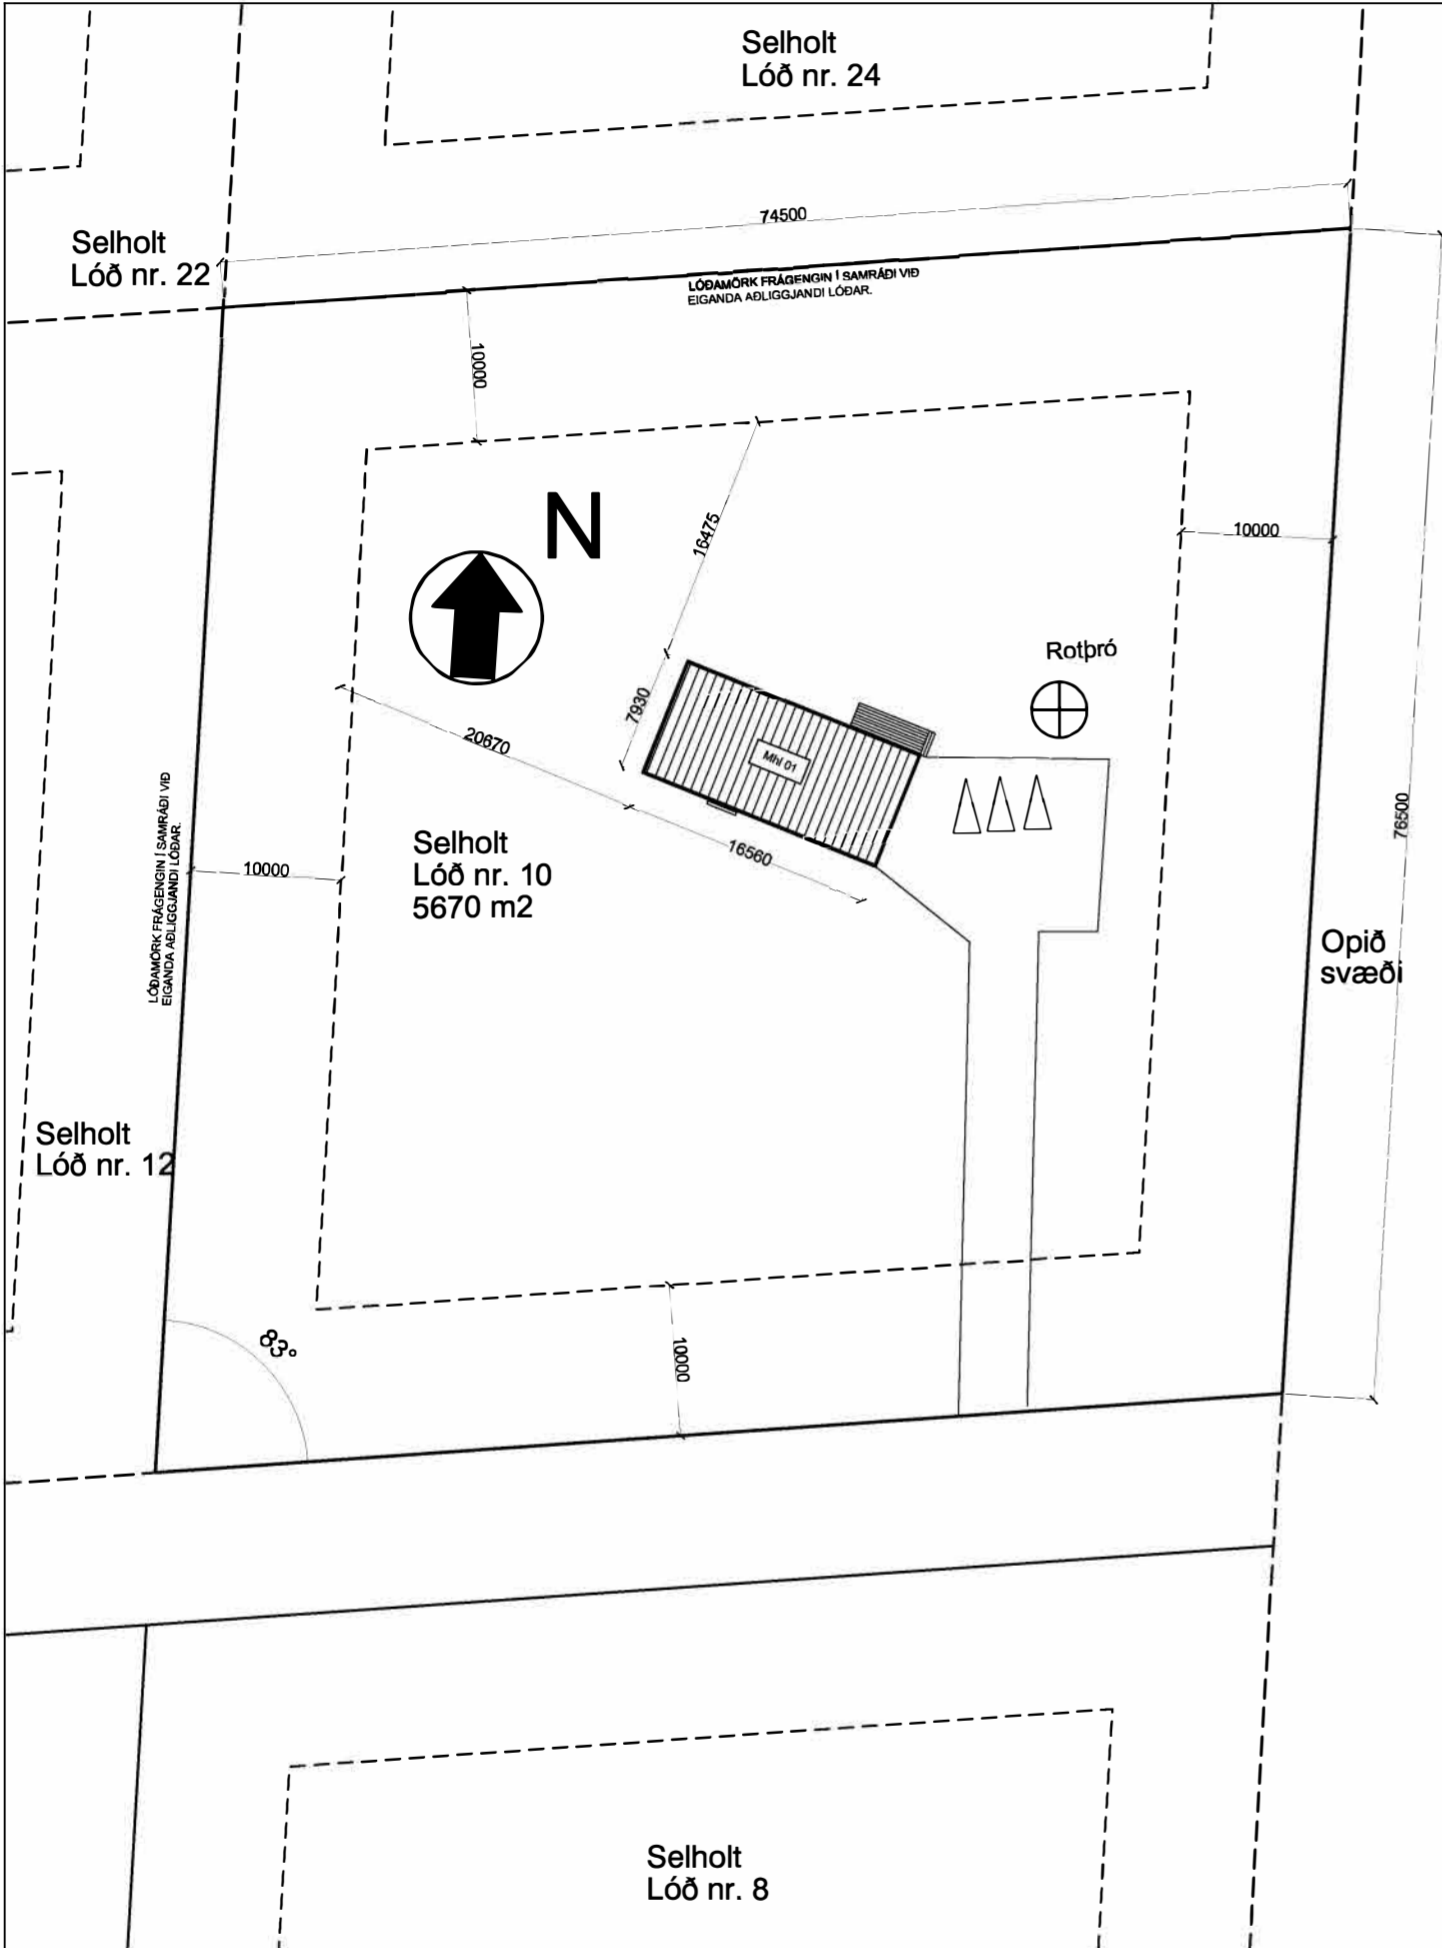 Selholt
Lóð nr. 24
74500
Selholt
Lóð nr. 22
LÓÐAMÖRK FRÁGENGIN Í SAMRÁÐI VIÐ
EIGANDA AÐLIGGJANDI LÓÐAR.
10000
N
16475
10000
Rotþró
7930
20670
Mhl 01
76500
LÓÐAMÖRK FRÁGENGIN Í SAMRÁÐI VIÐ
EIGANDA AÐLIGGJANDI LÓÐAR.
Selholt
Lóð nr. 10
5670 m2
16560
10000
Opið
svæði
Selholt
Lóð nr. 12
83°
10000
Selholt
Lóð nr. 8